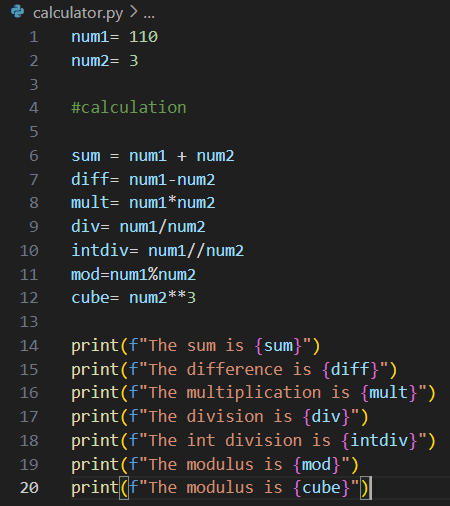 calculator.py > ...
1 num1= 110
2 num2= 3
3
4 #calculation
5
6 sum = num1 + num2
7 diff= num1-num2
8 mult= num1*num2
9 div= num1/num2
10 intdiv= num1//num2
11 mod=num1%num2
12 cube= num2**3
13
14 print(f"The sum is {sum}")
15 print(f"The difference is {diff}")
16 print(f"The multiplication is {mult}")
17 print(f"The division is {div}")
18 print(f"The int division is {intdiv}")
19 print(f"The modulus is {mod}")
20 print(f"The modulus is {cube}")